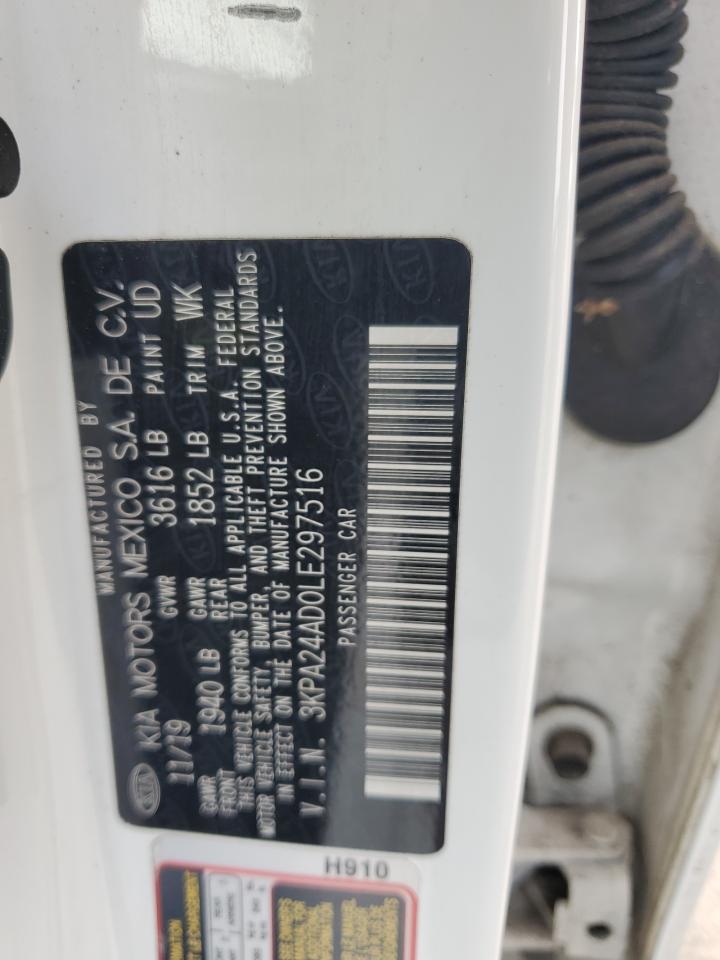 MANUFACTURED BY
KIA KIA MOTORS MEXICO S.A. DE C.V.
11/19 GVWR 3616 LB PAINT UD
GAWR FRONT 1940 LB GAWR REAR 1852 LB TRIM WK
THIS VEHICLE CONFORMS TO ALL APPLICABLE U.S.A. FEDERAL
MOTOR VEHICLE SAFETY, BUMPER, AND THEFT PREVENTION STANDARDS
IN EFFECT ON THE DATE OF MANUFACTURE SHOWN ABOVE.
V.I.N. 3KPA24AD0LE297516
PASSENGER CAR
H910